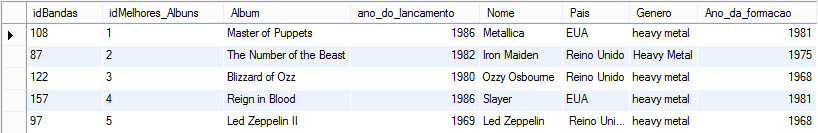 idBandas idMelhores_Albuns Album ano_do_lancamento Nome Pais Genero Ano_da_formacao
108 1 Master of Puppets 1986 Metallica EUA heavy metal 1981
87 2 The Number of the Beast 1982 Iron Maiden Reino Unido Heavy Metal 1975
122 3 Blizzard of Ozz 1980 Ozzy Osbourne Reino Unido heavy metal 1968
157 4 Reign in Blood 1986 Slayer EUA heavy metal 1981
97 5 Led Zeppelin II 1969 Led Zeppelin Reino Uni... heavy metal 1968